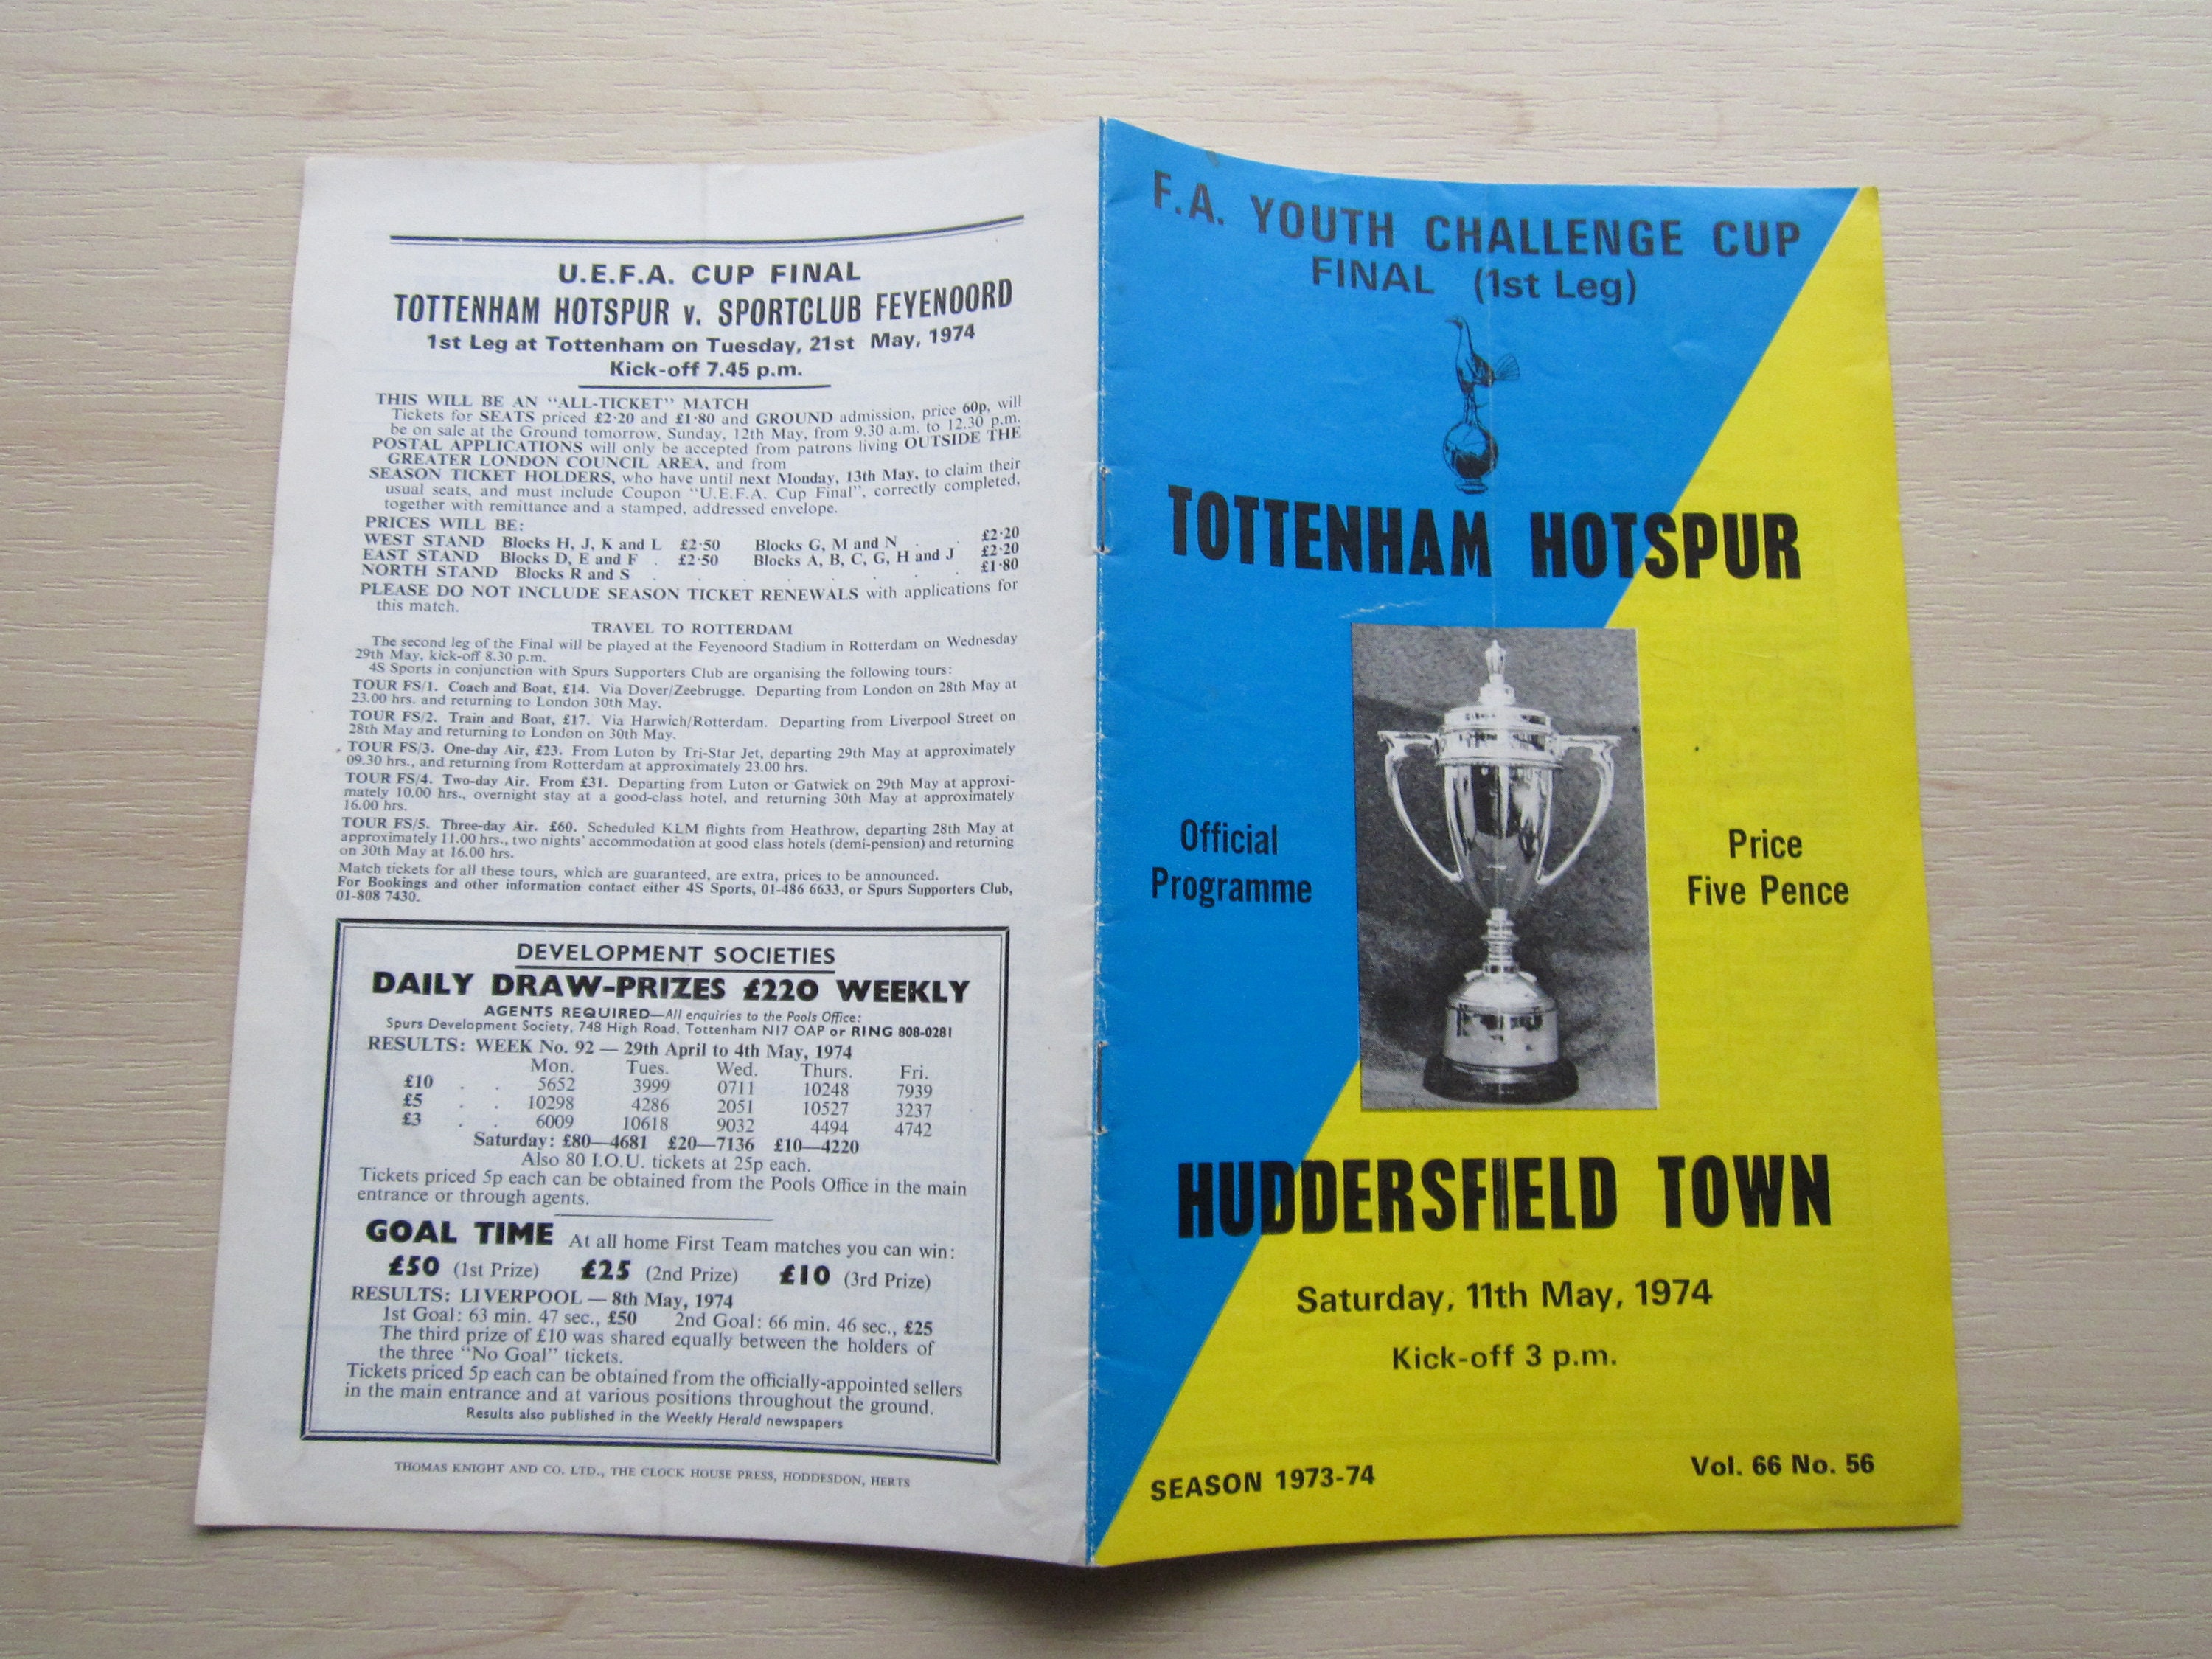 U.E.F.A. CUP FINAL
TOTTENHAM HOTSPUR v. SPORTCLUB FEYENOORD
1st Leg at Tottenham on Tuesday, 21st May, 1974
Kick-off 7.45 p.m.
THIS WILL BE AN "ALL-TICKET" MATCH
Tickets for SEATS priced £2·20 and £1·80 and GROUND admission, price 60p, will
be on sale at the Ground tomorrow, Sunday, 12th May, from 9.30 a.m. to 12.30 p.m.
POSTAL APPLICATIONS will only be accepted from patrons living OUTSIDE THE
GREATER LONDON COUNCIL AREA, and from
SEASON TICKET HOLDERS, who have until next Monday, 13th May, to claim their
usual seats, and must include Coupon "U.E.F.A. Cup Final", correctly completed,
together with remittance and a stamped, addressed envelope.
PRICES WILL BE:
WEST STAND Blocks H, J, K and L £2·50 Blocks G, M and N . . £2·20
EAST STAND Blocks D, E and F . £2·50 Blocks A, B, C, G, H and J £2·20
NORTH STAND Blocks R and S . . . . . . . £1·80
PLEASE DO NOT INCLUDE SEASON TICKET RENEWALS with applications for
this match.
TRAVEL TO ROTTERDAM
The second leg of the Final will be played at the Feyenoord Stadium in Rotterdam on Wednesday
29th May, kick-off 8.30 p.m.
4S Sports in conjunction with Spurs Supporters Club are organising the following tours:
TOUR FS/1. Coach and Boat, £14. Via Dover/Zeebrugge. Departing from London on 28th May at
23.00 hrs. and returning to London 30th May.
TOUR FS/2. Train and Boat, £17. Via Harwich/Rotterdam. Departing from Liverpool Street on
28th May and returning to London on 30th May.
TOUR FS/3. One-day Air, £23. From Luton by Tri-Star Jet, departing 29th May at approximately
09.30 hrs., and returning from Rotterdam at approximately 23.00 hrs.
TOUR FS/4. Two-day Air. From £31. Departing from Luton or Gatwick on 29th May at approxi-
mately 10.00 hrs., overnight stay at a good-class hotel, and returning 30th May at approximately
16.00 hrs.
TOUR FS/5. Three-day Air. £60. Scheduled KLM flights from Heathrow, departing 28th May at
approximately 11.00 hrs., two nights' accommodation at good class hotels (demi-pension) and returning
on 30th May at 16.00 hrs.
Match tickets for all these tours, which are guaranteed, are extra, prices to be announced.
For Bookings and other information contact either 4S Sports, 01-486 6633, or Spurs Supporters Club,
01-808 7430.
DEVELOPMENT SOCIETIES
DAILY DRAW-PRIZES £220 WEEKLY
AGENTS REQUIRED—All enquiries to the Pools Office:
Spurs Development Society, 748 High Road, Tottenham N17 OAP or RING 808-0281
RESULTS: WEEK No. 92 — 29th April to 4th May, 1974
Mon. Tues. Wed. Thurs. Fri.
£10 . . 5652 3999 0711 10248 7939
£5 . . 10298 4286 2051 10527 3237
£3 . . 6009 10618 9032 4494 4742
Saturday: £80—4681 £20—7136 £10—4220
Also 80 I.O.U. tickets at 25p each.
Tickets priced 5p each can be obtained from the Pools Office in the main
entrance or through agents.
GOAL TIME At all home First Team matches you can win:
£50 (1st Prize) £25 (2nd Prize) £10 (3rd Prize)
RESULTS: LIVERPOOL — 8th May, 1974
1st Goal: 63 min. 47 sec., £50 2nd Goal: 66 min. 46 sec., £25
The third prize of £10 was shared equally between the holders of
the three "No Goal" tickets.
Tickets priced 5p each can be obtained from the officially-appointed sellers
in the main entrance and at various positions throughout the ground.
Results also published in the Weekly Herald newspapers
THOMAS KNIGHT AND CO. LTD., THE CLOCK HOUSE PRESS, HODDESDON, HERTS
F.A. YOUTH CHALLENGE CUP
FINAL (1st Leg)
TOTTENHAM HOTSPUR
Official
Programme
Price
Five Pence
HUDDERSFIELD TOWN
Saturday, 11th May, 1974
Kick-off 3 p.m.
SEASON 1973-74
Vol. 66 No. 56